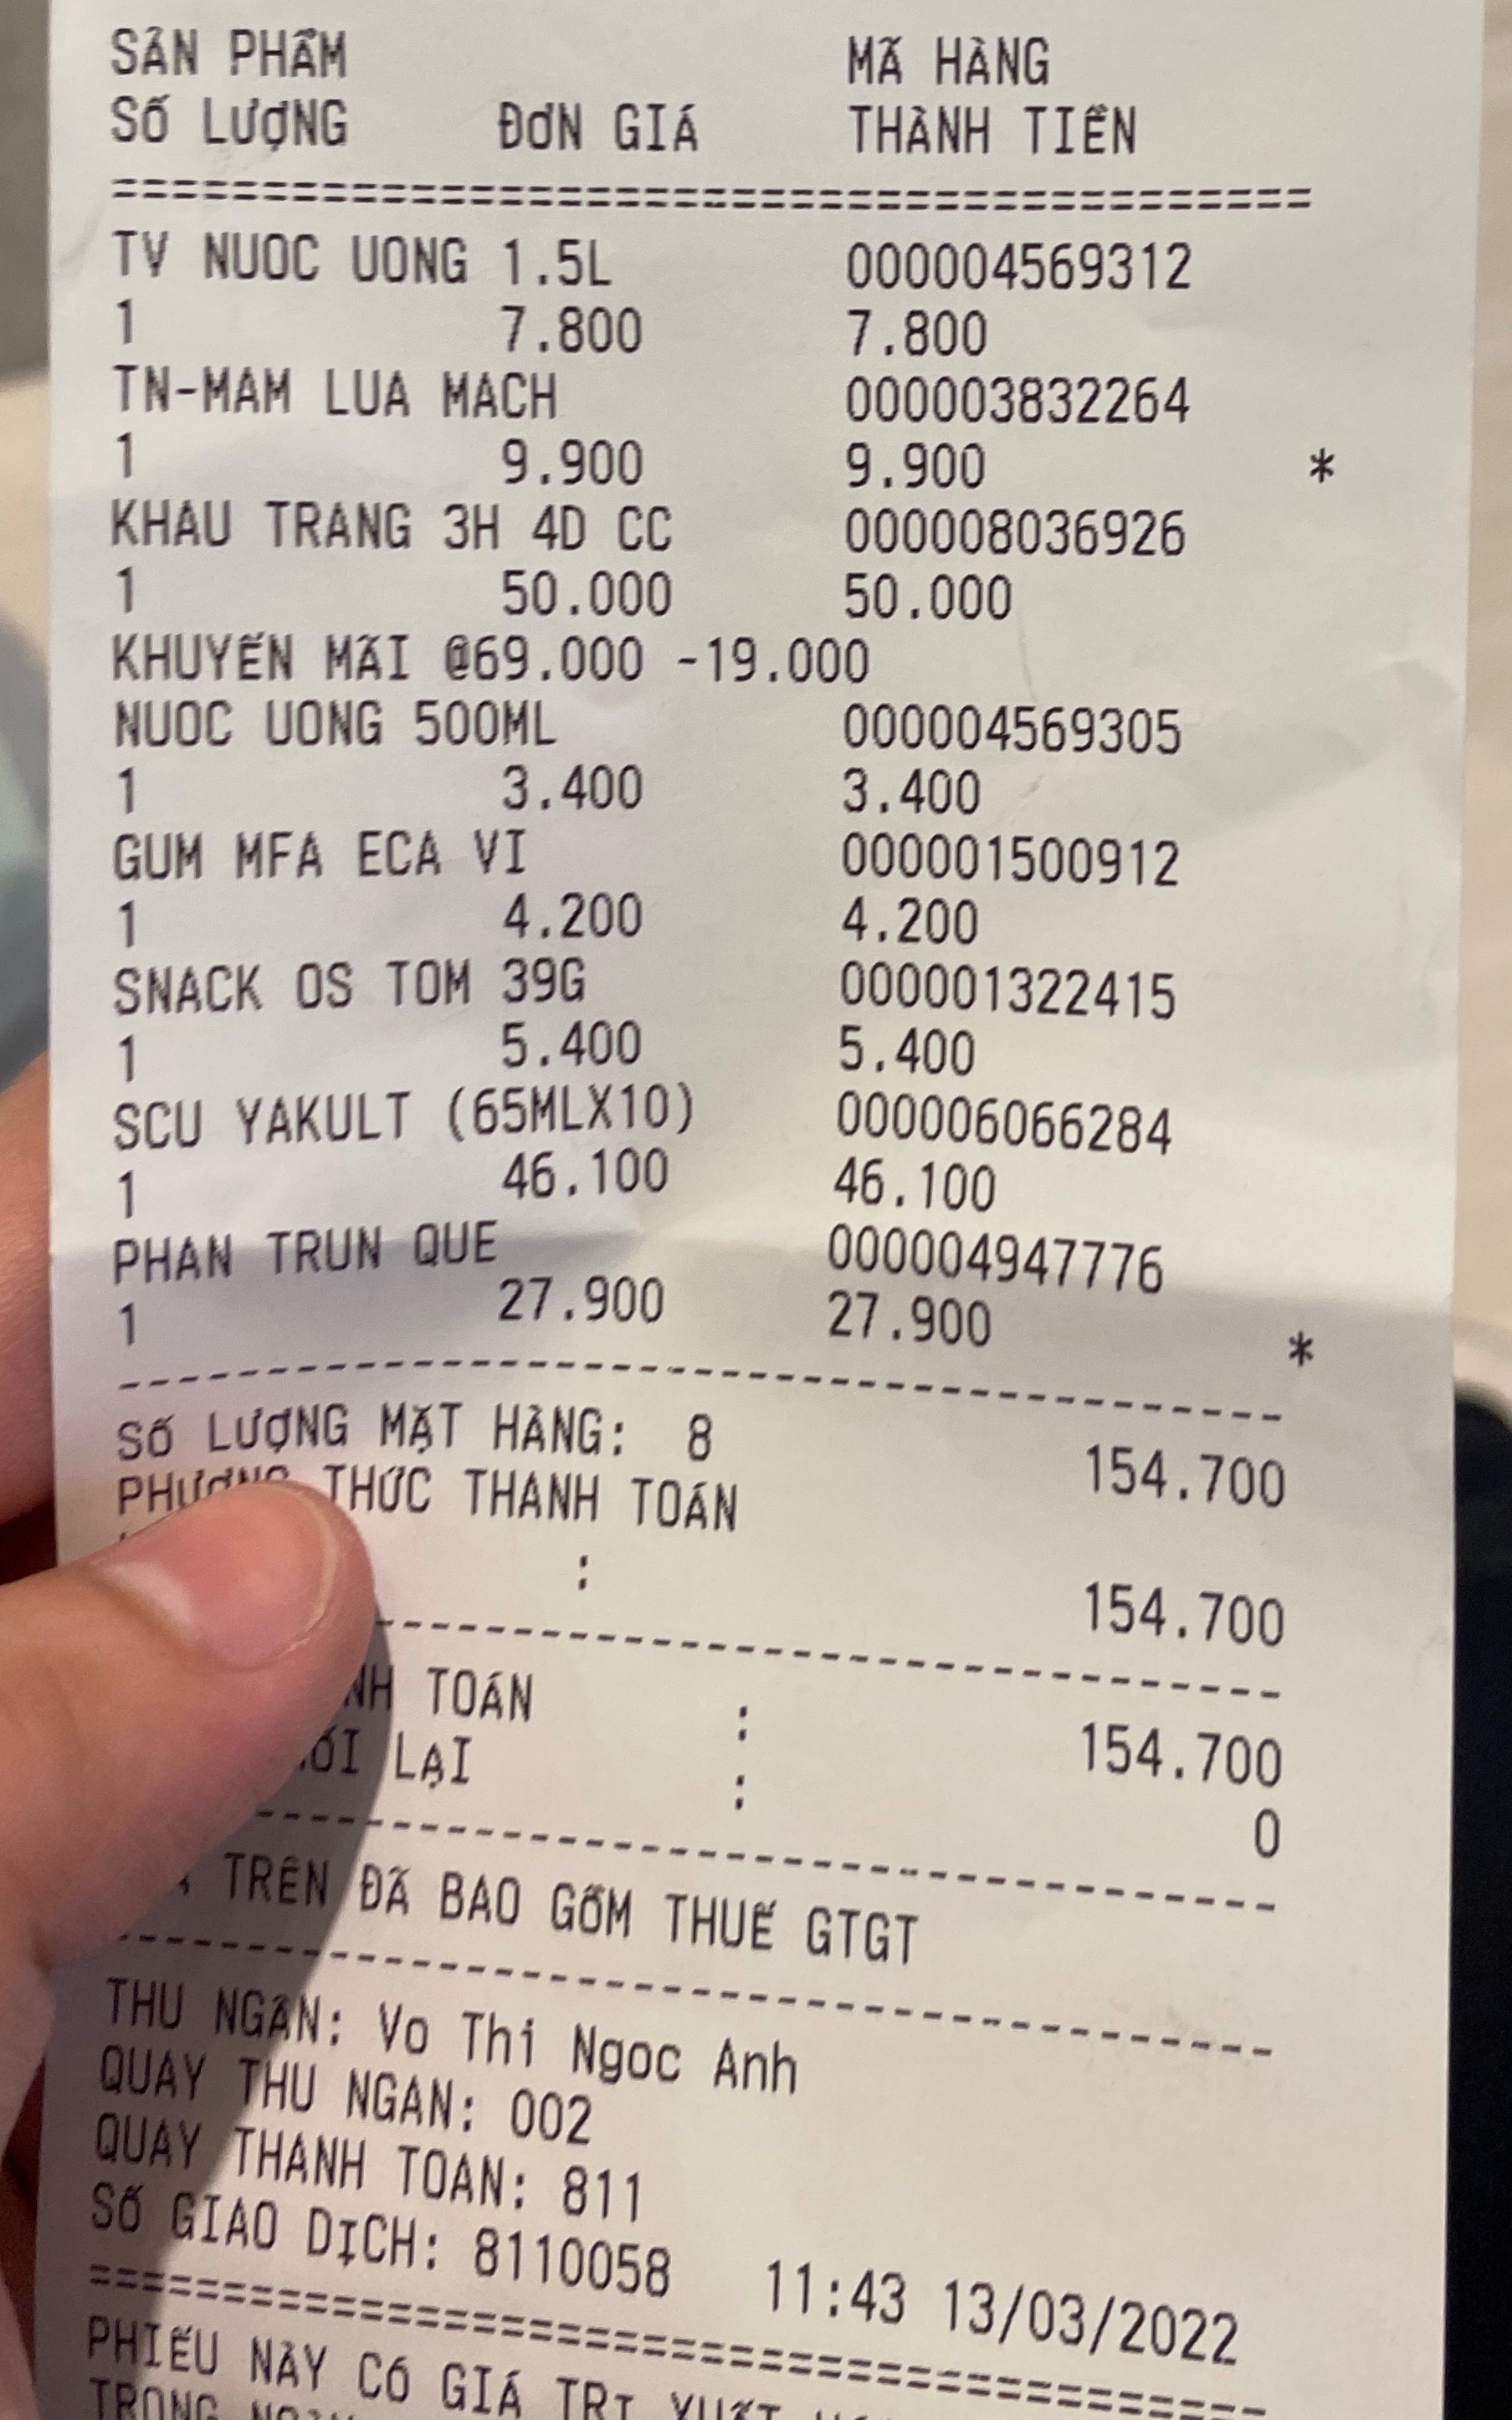 SẢN PHẨM MÃ HÀNG
SỐ LƯỢNG ĐƠN GIÁ THÀNH TIỀN
========================================
TV NUOC UONG 1.5L 000004569312
1 7.800 7.800
TN-MAM LUA MACH 000003832264
1 9.900 9.900 *
KHAU TRANG 3H 4D CC 000008036926
1 50.000 50.000
KHUYẾN MÃI @69.000 -19.000
NUOC UONG 500ML 000004569305
1 3.400 3.400
GUM MFA ECA VI 000001500912
1 4.200 4.200
SNACK OS TOM 39G 000001322415
1 5.400 5.400
SCU YAKULT (65MLX10) 000006066284
1 46.100 46.100
PHAN TRUN QUE 000004947776
1 27.900 27.900 *
----------------------------------------
SỐ LƯỢNG MẶT HÀNG: 8 154.700
PHƯƠNG THỨC THANH TOÁN
: 154.700
----------------------------------------
TOÁN : 154.700
LẠI : 0
----------------------------------------
TRÊN ĐÃ BAO GỒM THUẾ GTGT
----------------------------------------
THU NGÂN: Vo Thi Ngoc Anh
QUAY THU NGAN: 002
QUAY THANH TOAN: 811
SỐ GIAO DỊCH: 8110058 11:43 13/03/2022
========================================
PHIẾU NÀY CÓ GIÁ TRỊ XUẤT
TRONG